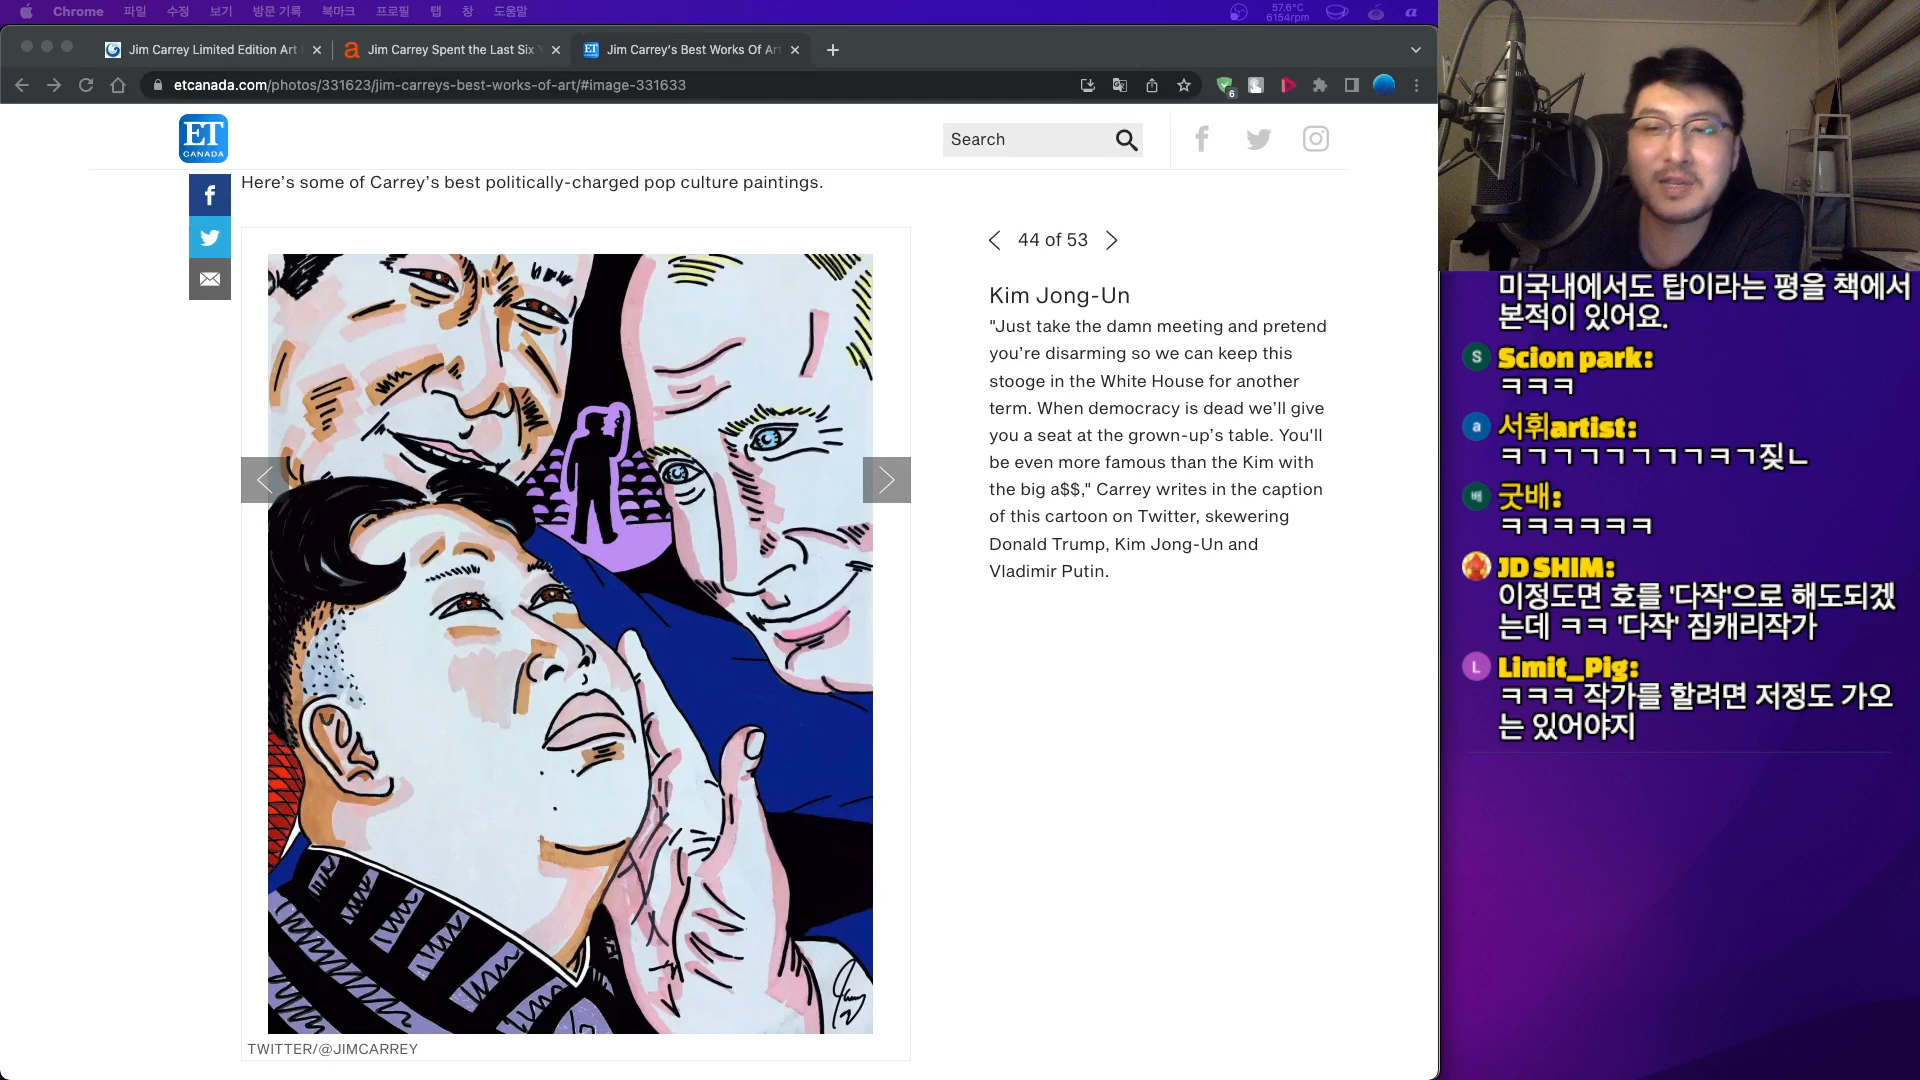 Chrome 파일 수정 보기 방문 기록 북마크 프로필 탭 창 도움말
57.6°C
6154rpm
Jim Carrey Limited Edition Art
Jim Carrey Spent the Last Six
Jim Carrey's Best Works Of Art
etcanada.com/photos/331623/jim-carreys-best-works-of-art/#image-331633
6
ET
CANADA
Search
Here's some of Carrey's best politically-charged pop culture paintings.
44 of 53
Kim Jong-Un
"Just take the damn meeting and pretend
you're disarming so we can keep this
stooge in the White House for another
term. When democracy is dead we'll give
you a seat at the grown-up's table. You'll
be even more famous than the Kim with
the big a$$," Carrey writes in the caption
of this cartoon on Twitter, skewering
Donald Trump, Kim Jong-Un and
Vladimir Putin.
TWITTER/@JIMCARREY
미국내에서도 탑이라는 평을 책에서
본적이 있어요.
S Scion park:
ㅋㅋㅋ
a 서휘artist:
ㅋㄱㄱㄱㄱㄱㄱㄱㅋㄱ짖ㄴ
배 굿배:
ㅋㅋㅋㅋㅋㅋ
JD SHIM:
이정도면 호를 '다작'으로 해도되겠
는데 ㅋㅋ '다작' 짐캐리작가
L Limit_Pig:
ㅋㅋㅋ 작가를 할려면 저정도 가오
는 있어야지